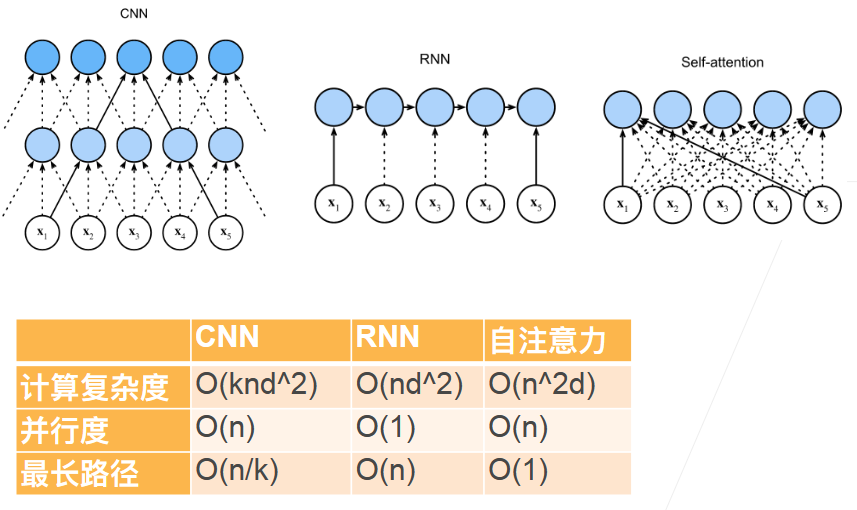 CNN
RNN
Self-attention
x1 x2 x3 x4 x5
x1 x2 x3 x4 x5
x1 x2 x3 x4 x5
CNN RNN 自注意力
计算复杂度 O(knd^2) O(nd^2) O(n^2d)
并行度 O(n) O(1) O(n)
最长路径 O(n/k) O(n) O(1)